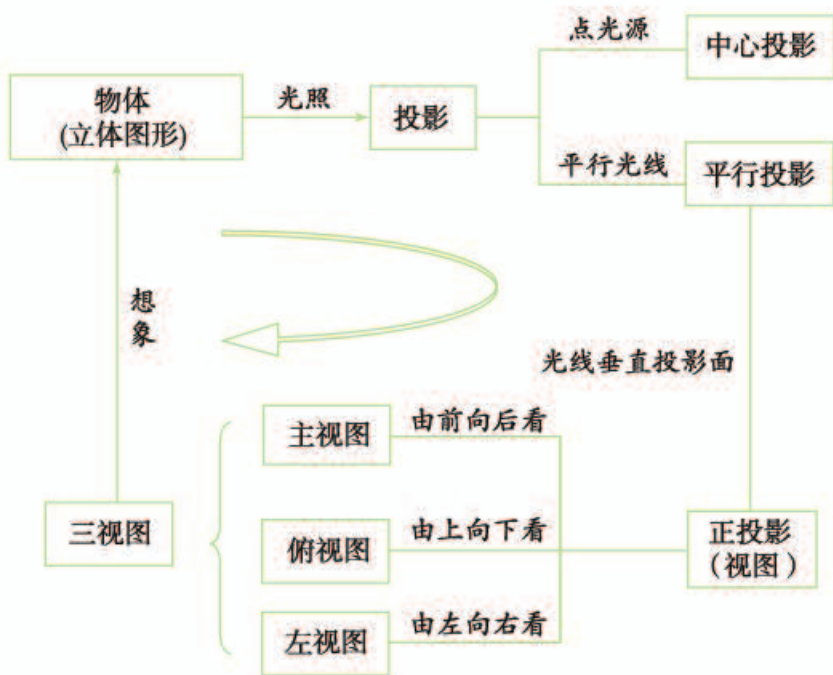 点光源
中心投影
物体
(立体图形)
光照
投影
平行光线
平行投影
想
象
光线垂直投影面
主视图
由前向后看
三视图
俯视图
由上向下看
正投影
(视图)
左视图
由左向右看